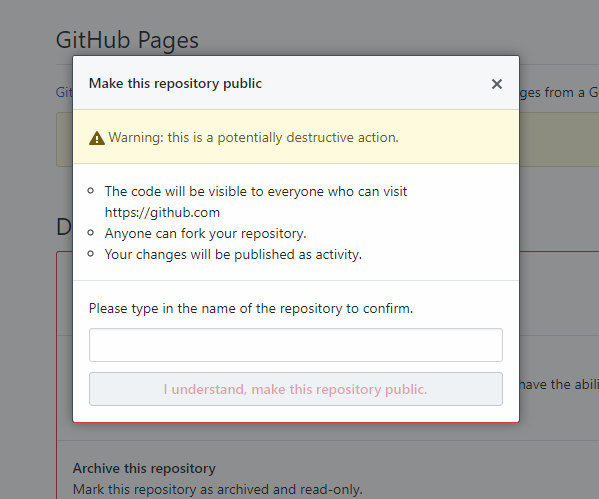 GitHub Pages
Make this repository public
Git
ges from a G
Warning: this is a potentially destructive action.
The code will be visible to everyone who can visit
https://github.com
Anyone can fork your repository.
D
Your changes will be published as activity.
Please type in the name of the repository to confirm.
I understand, make this repository public.
have the abili
Archive this repository
Mark this repository as archived and read-only.